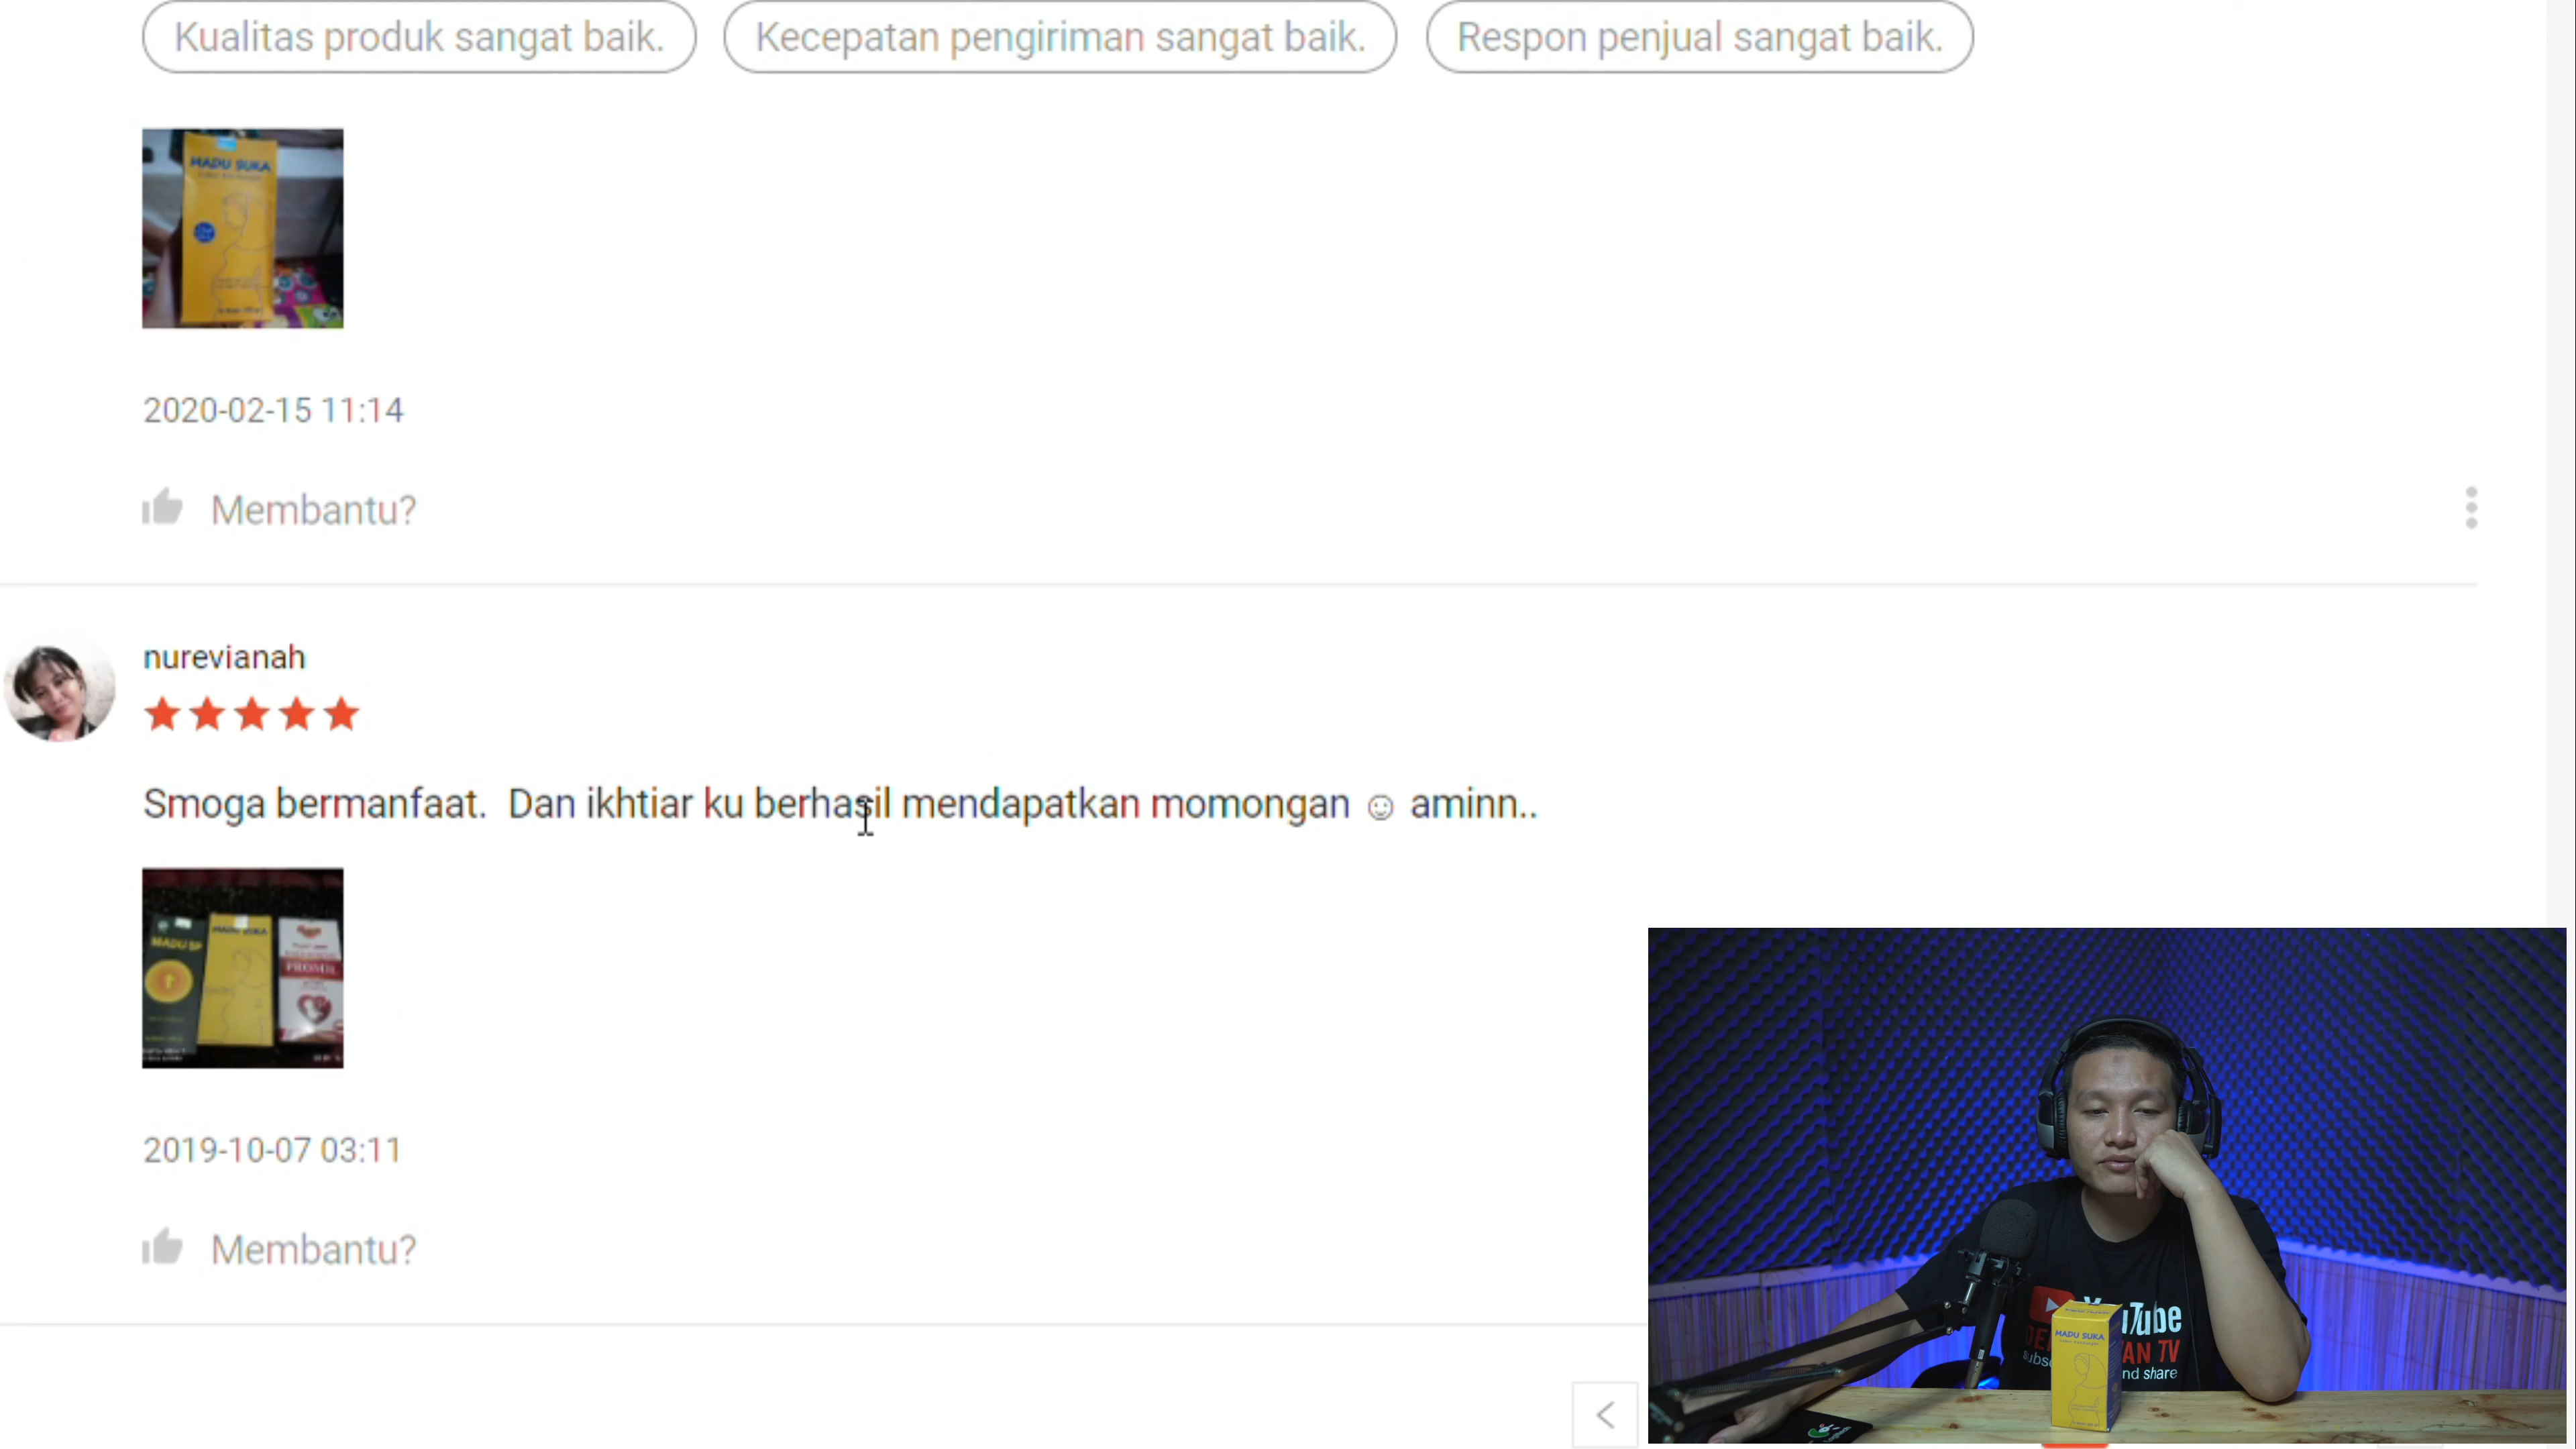 Kualitas produk sangat baik. Kecepatan pengiriman sangat baik. Respon penjual sangat baik.
MADU SUKA
2020-02-15 11:14
Membantu?
nurevianah
Smoga bermanfaat. Dan ikhtiar ku berhasil mendapatkan momongan ☺ aminn..
MADU SUKA
PROMIL
2019-10-07 03:11
Membantu?
TV
nd share
MADU SUKA